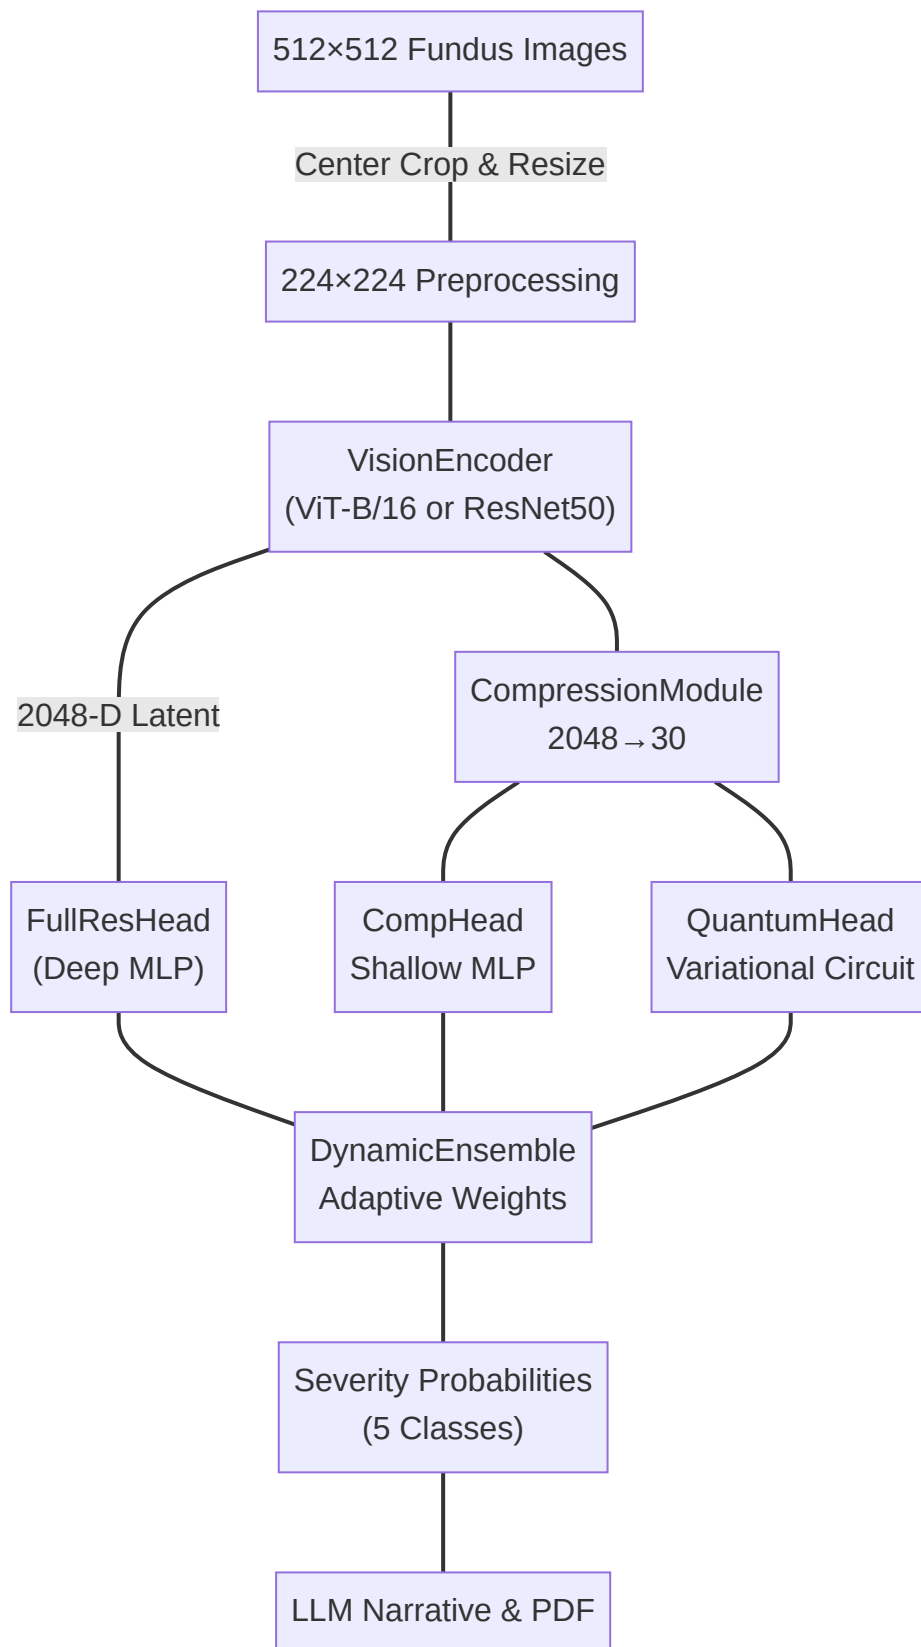 512×512 Fundus Images
Center Crop & Resize
224×224 Preprocessing
VisionEncoder
(ViT-B/16 or ResNet50)
2048-D Latent
CompressionModule
2048→30
FullResHead
(Deep MLP)
CompHead
Shallow MLP
QuantumHead
Variational Circuit
DynamicEnsemble
Adaptive Weights
Severity Probabilities
(5 Classes)
LLM Narrative & PDF